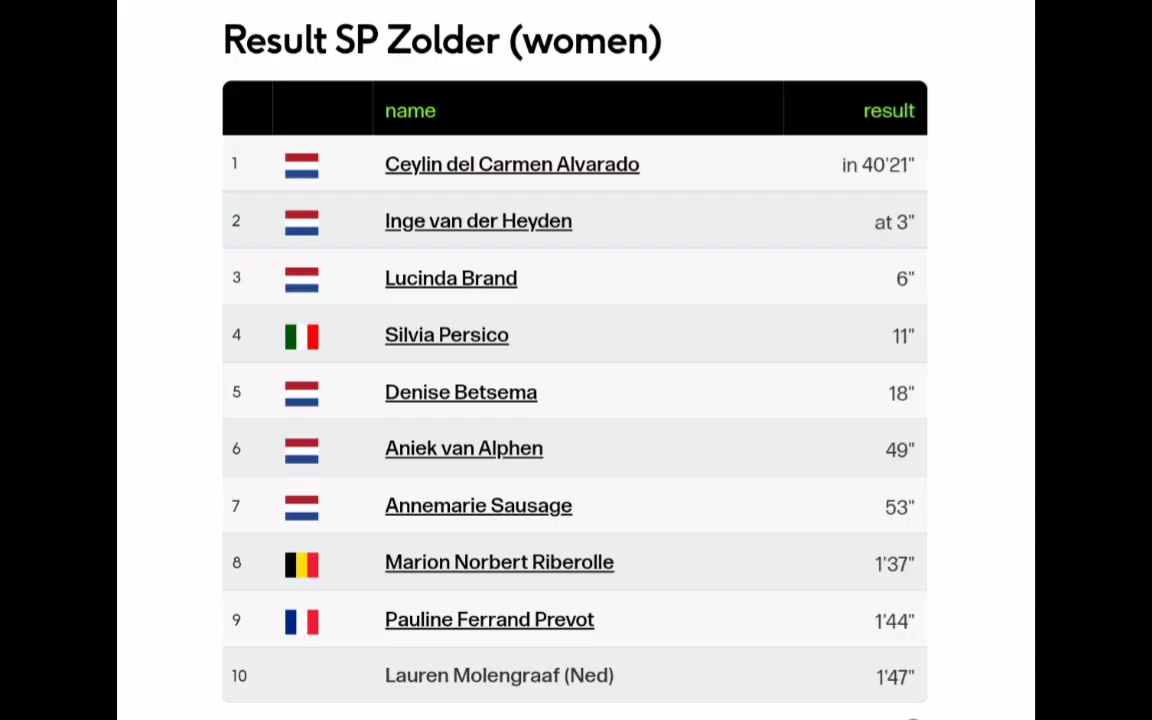 Result SP Zolder (women)
name result
1 Ceylin del Carmen Alvarado in 40'21"
2 Inge van der Heyden at 3"
3 Lucinda Brand 6"
4 Silvia Persico 11"
5 Denise Betsema 18"
6 Aniek van Alphen 49"
7 Annemarie Sausage 53"
8 Marion Norbert Riberolle 1'37"
9 Pauline Ferrand Prevot 1'44"
10 Lauren Molengraaf (Ned) 1'47"